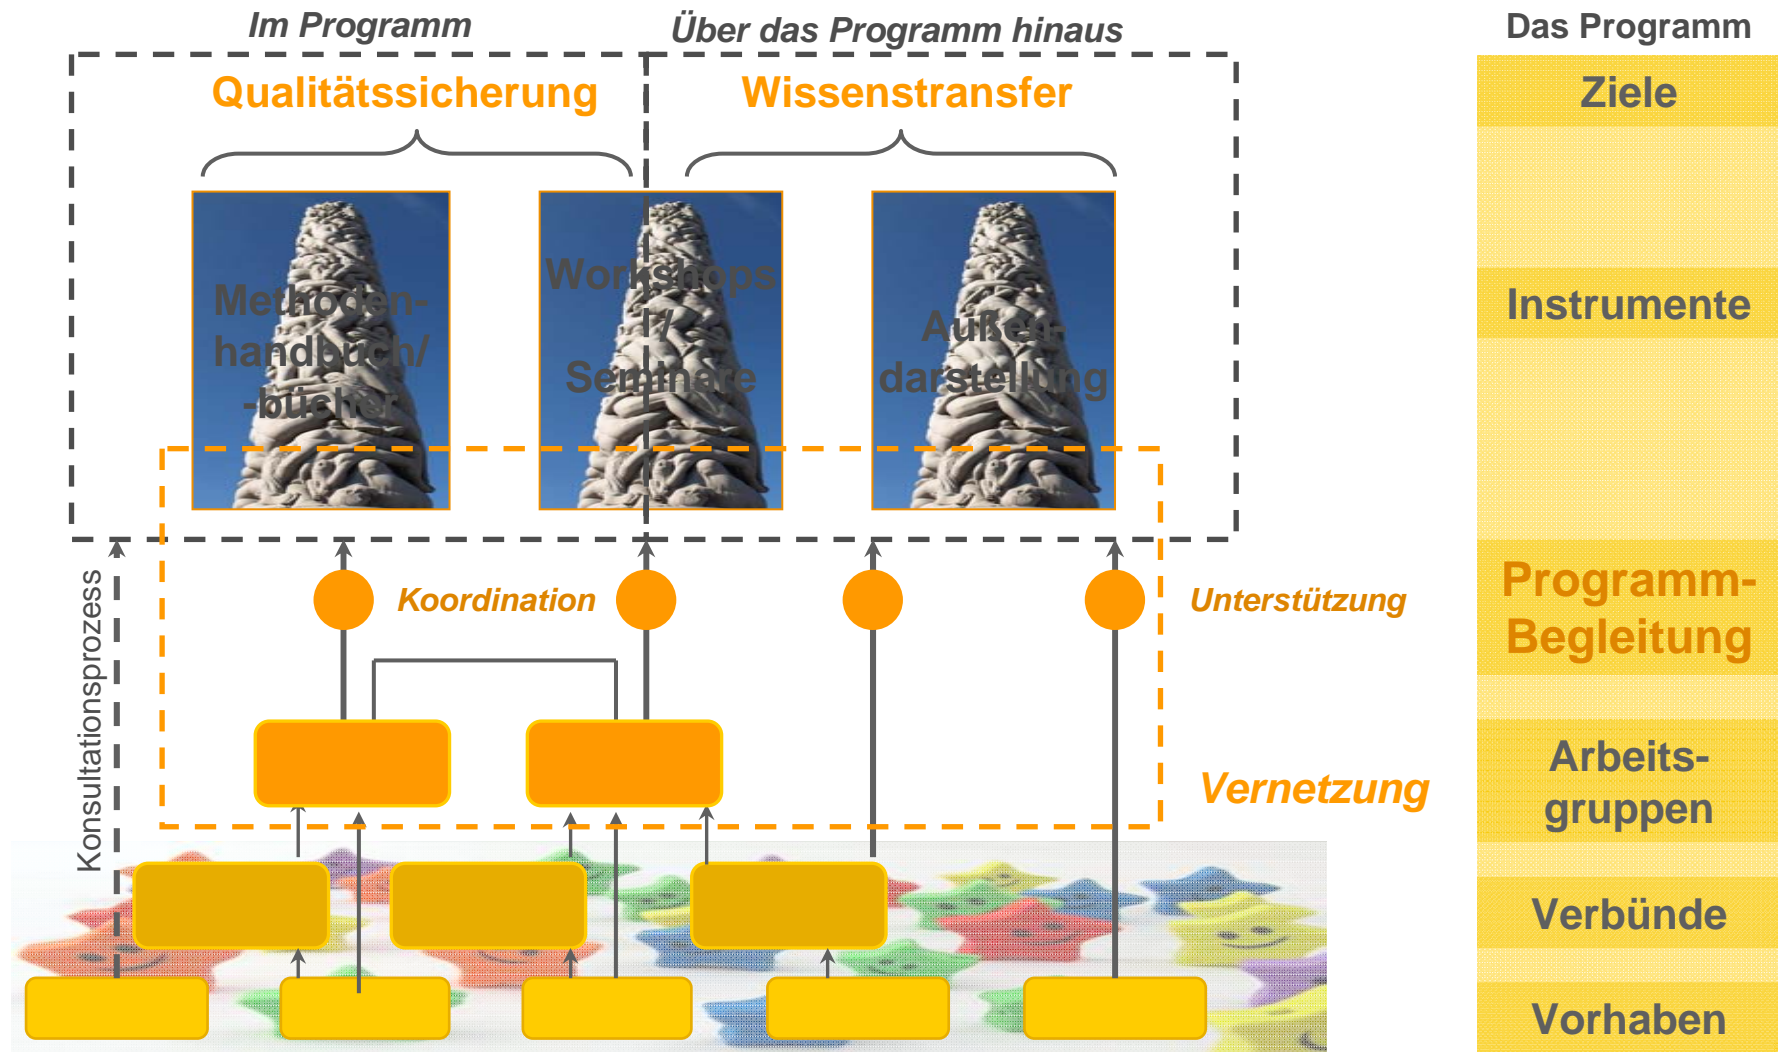 Im Programm
Über das Programm hinaus
Das Programm
Qualitätssicherung
Wissenstransfer
Ziele
Methoden-
handbuch/
-bücher
Workshops
/
Seminare
Außen-
darstellung
Instrumente
Konsultationsprozess
Koordination
Unterstützung
Programm-
Begleitung
Vernetzung
Arbeits-
gruppen
Verbünde
Vorhaben